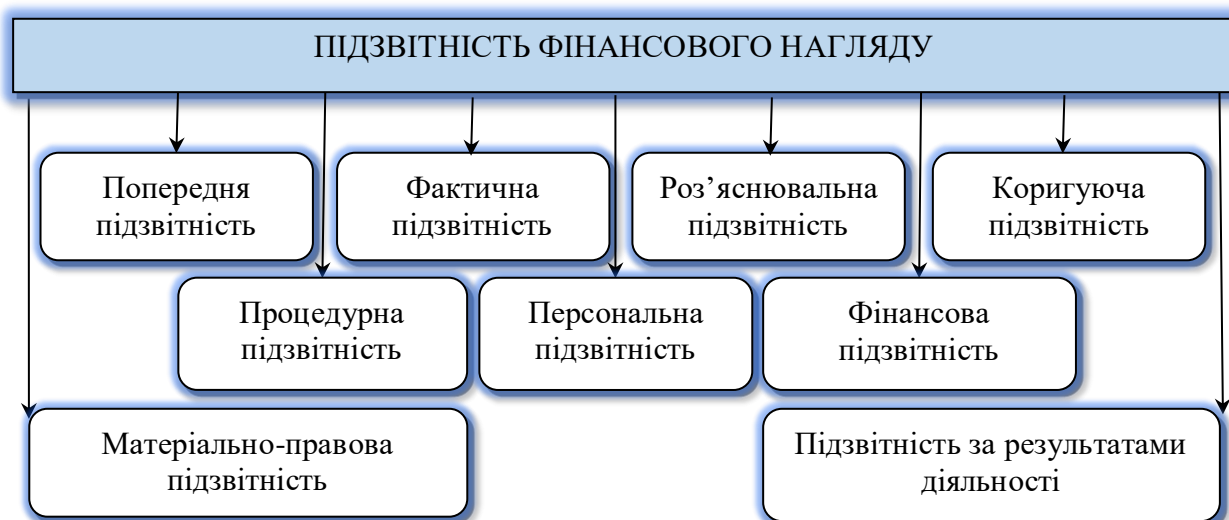 ПІДЗВІТНІСТЬ ФІНАНСОВОГО НАГЛЯДУ
Попередня
підзвітність
Фактична
підзвітність
Роз’яснювальна
підзвітність
Коригуюча
підзвітність
Процедурна
підзвітність
Персональна
підзвітність
Фінансова
підзвітність
Матеріально-правова
підзвітність
Підзвітність за результатами
діяльності